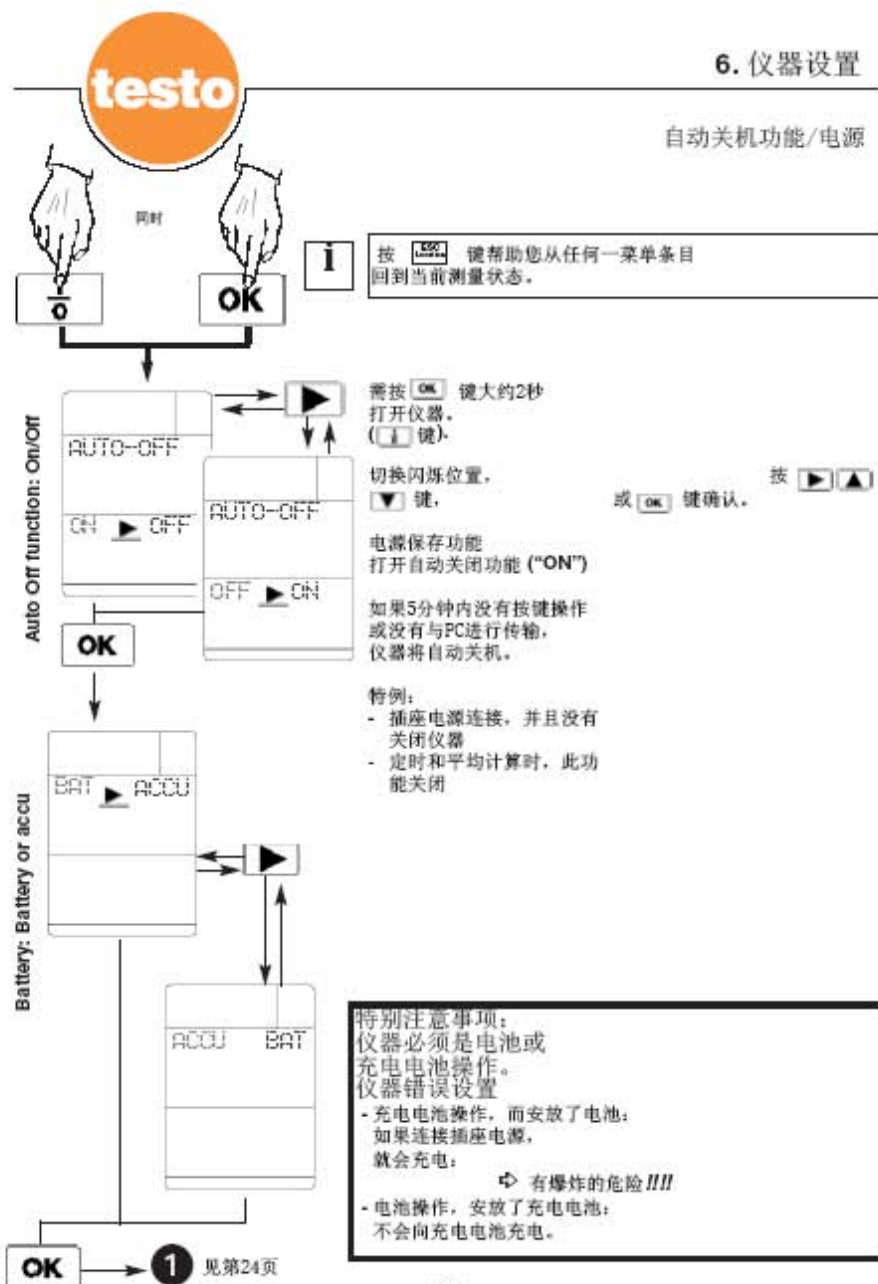 testo
6. 仪器设置
自动关机功能/电源
同时
OK
i
按 ESC 键帮助您从任何一菜单条目
回到当前测量状态。
Auto Off function: On/Off
AUTO-OFF
ON ▶ OFF
AUTO-OFF
OFF ▶ ON
OK
需按 OK 键大约2秒
打开仪器。
( 键).
切换闪烁位置， 按 ▶ ▲
▼ 键， 或 OK 键确认。
电源保存功能
打开自动关闭功能 (“ON”)
如果5分钟内没有按键操作
或没有与PC进行传输，
仪器将自动关机。
特例：
- 插座电源连接，并且没有
关闭仪器
- 定时和平均计算时，此功
能关闭
Battery: Battery or accu
BAT ▶ ACCU
ACCU BAT
特别注意事项：
仪器必须是电池或
充电电池操作。
仪器错误设置
- 充电电池操作，而安放了电池：
如果连接插座电源，
就会充电：
➪ 有爆炸的危险!!!!
- 电池操作，安放了充电电池：
不会向充电电池充电。
OK
1 见第24页